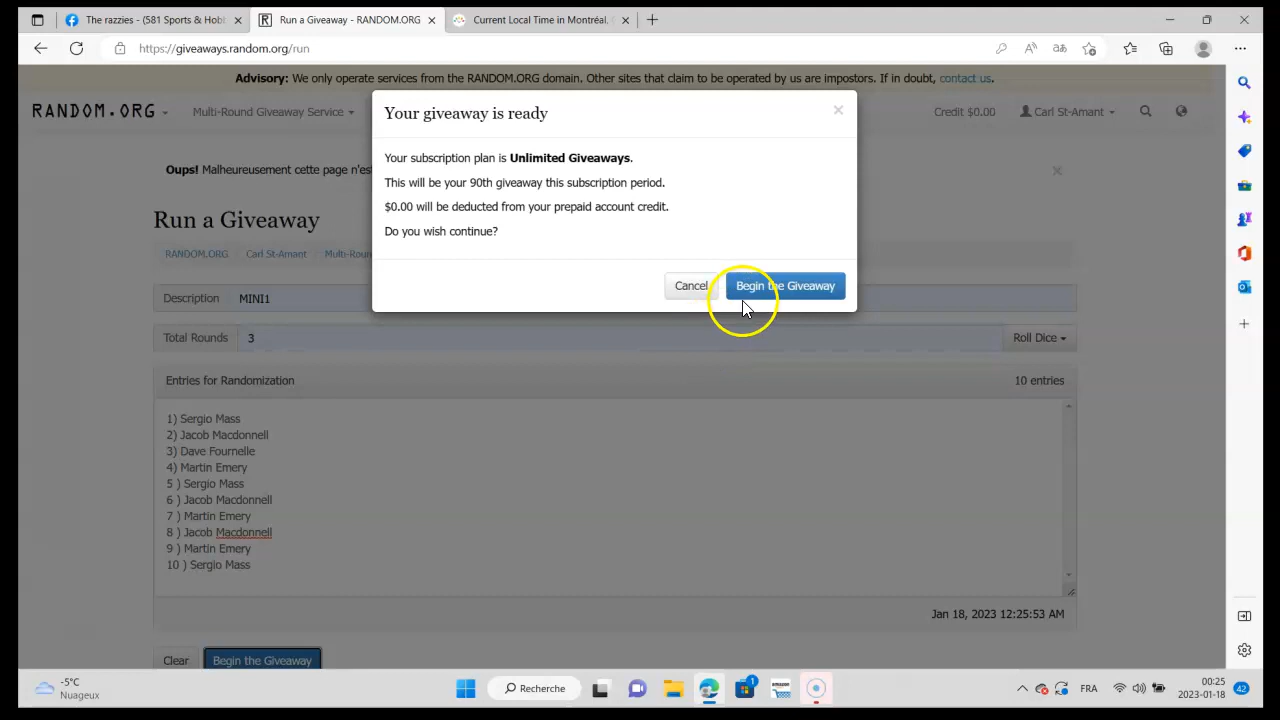 The razzies - (581 Sports & Hobb
Run a Giveaway - RANDOM.ORG
Current Local Time in Montréal,
https://giveaways.random.org/run
Advisory: We only operate services from the RANDOM.ORG domain. Other sites that claim to be operated by us are impostors. If in doubt, contact us.
RANDOM.ORG
Multi-Round Giveaway Service
Credit $0.00
Carl St-Amant
Your giveaway is ready
Oups! Malheureusement cette page n'es
Your subscription plan is Unlimited Giveaways.
This will be your 90th giveaway this subscription period.
$0.00 will be deducted from your prepaid account credit.
Do you wish continue?
Cancel
Begin the Giveaway
Run a Giveaway
RANDOM.ORG
Carl St-Amant
Multi-Roun
Description MINI1
Total Rounds 3
Roll Dice
Entries for Randomization
10 entries
1) Sergio Mass
2) Jacob Macdonnell
3) Dave Fournelle
4) Martin Emery
5 ) Sergio Mass
6 ) Jacob Macdonnell
7 ) Martin Emery
8 ) Jacob Macdonnell
9 ) Martin Emery
10 ) Sergio Mass
Jan 18, 2023 12:25:53 AM
Clear
Begin the Giveaway
-5°C
Nuageux
Recherche
1
amazon
FRA
00:25
2023-01-18
42